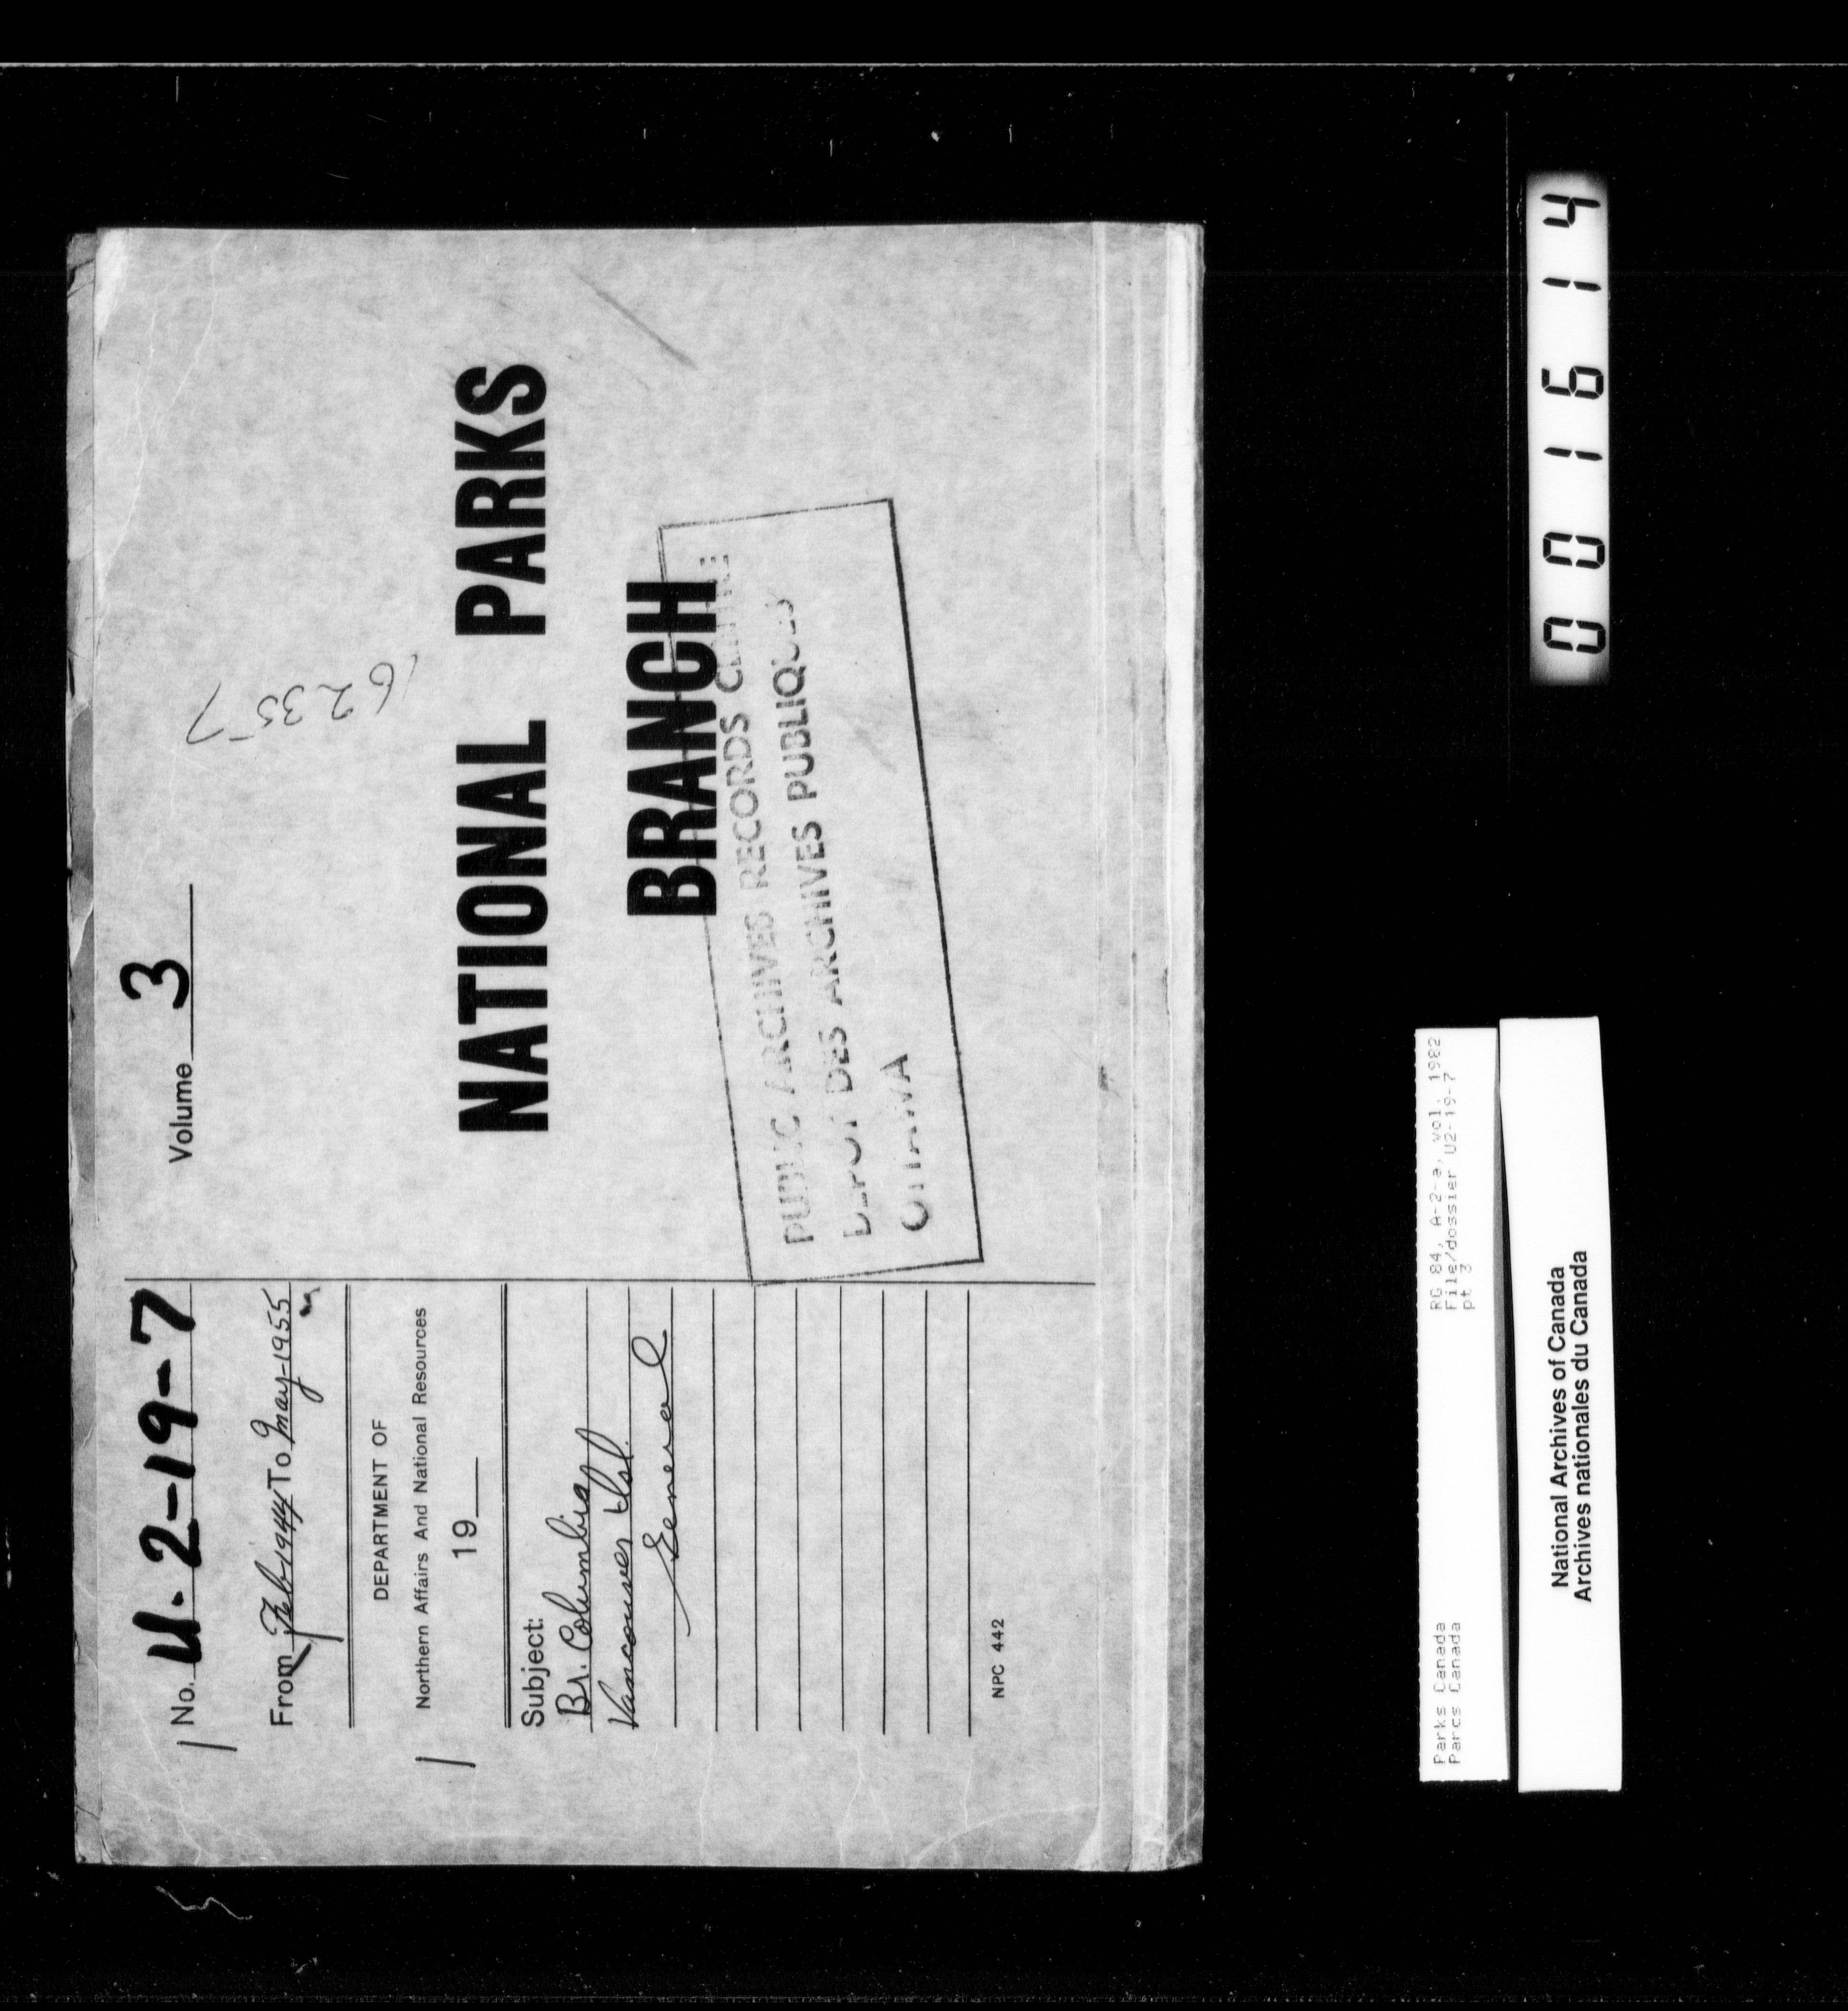 No. U.2-19-7
Volume 3
From Feb-1944 To May-1955
162357
DEPARTMENT OF
Northern Affairs And National Resources
19
NATIONAL PARKS
BRANCH
Subject:
Br. Columbia
Vancouver Isl.
General
PUBLIC ARCHIVES RECORDS CENTRE
DEPOT DES ARCHIVES PUBLIQUES
OTTAWA
NPC 442
Parks Canada
Parcs Canada
RG 84, A-2-a, vol. 1982
File/dossier U2-19-7
pt 3
National Archives of Canada
Archives nationales du Canada
001614